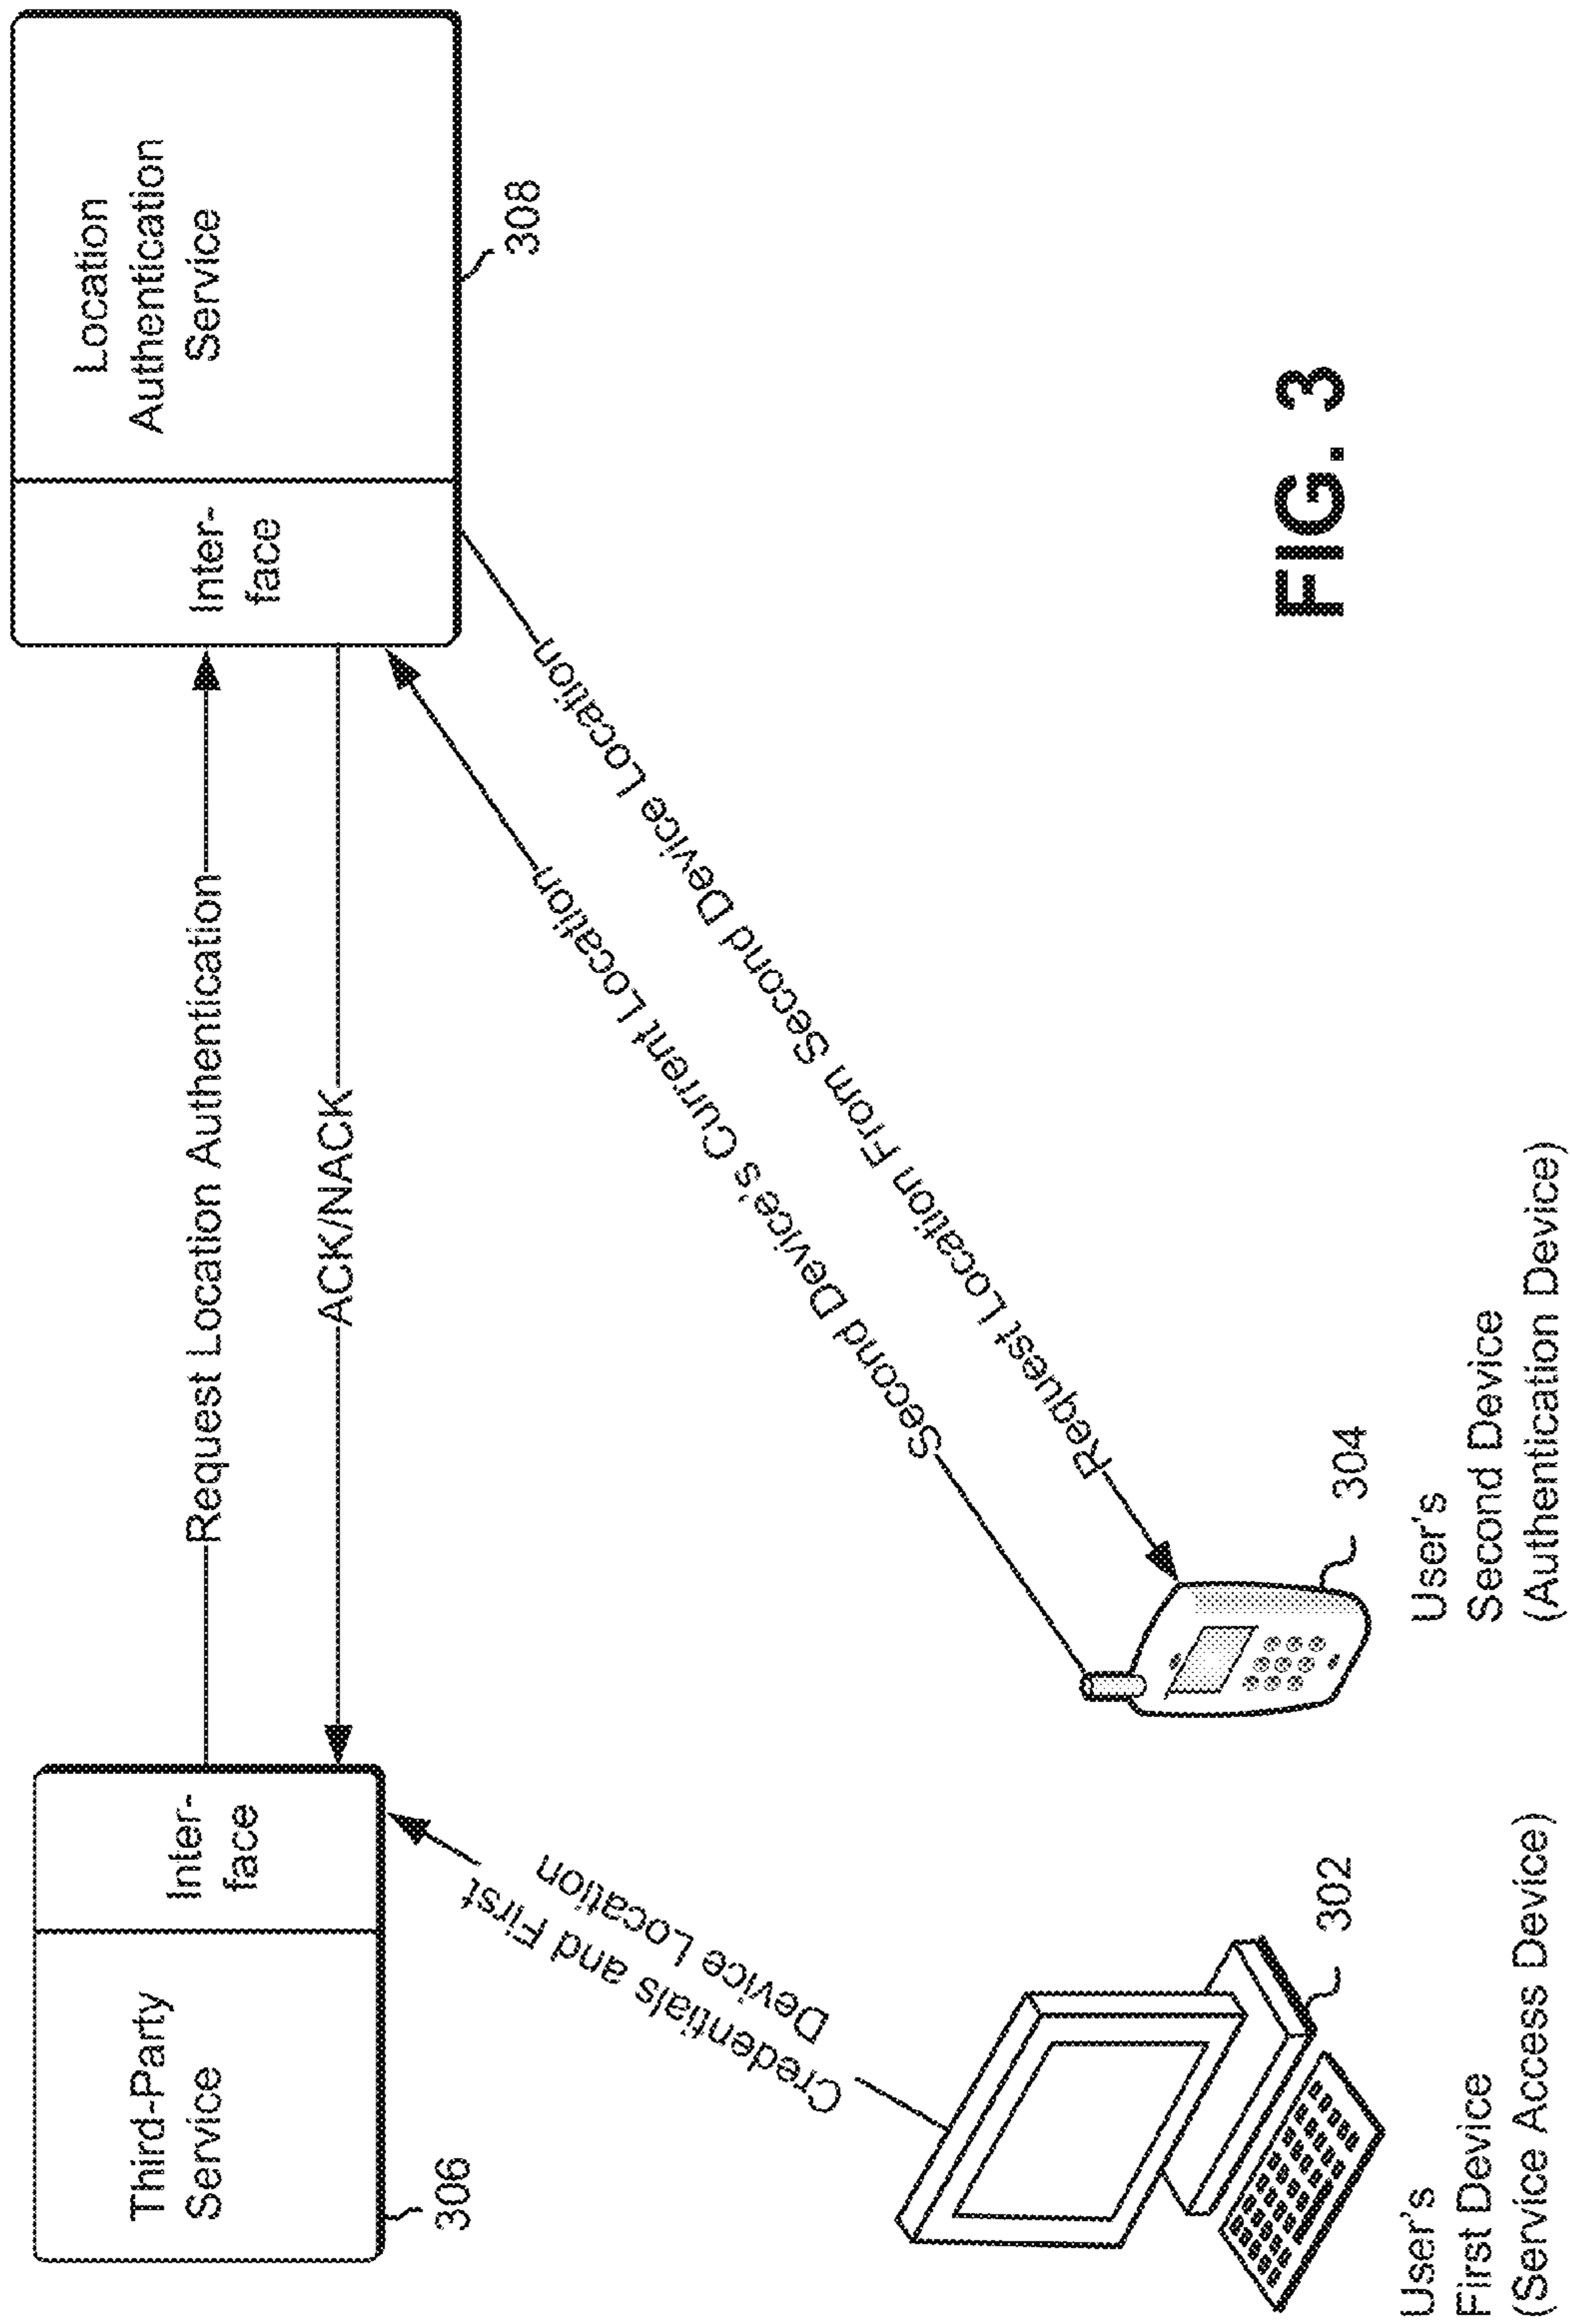 Third-Party
Service
Inter-
face
306
Request Location Authentication
ACK/NACK
Location
Authentication
Service
Inter-
face
308
Credentials and First
Device Location
Second Device's Current Location
Request Location From Second Device Location
302
User's
First Device
(Service Access Device)
304
User's
Second Device
(Authentication Device)
FIG. 3